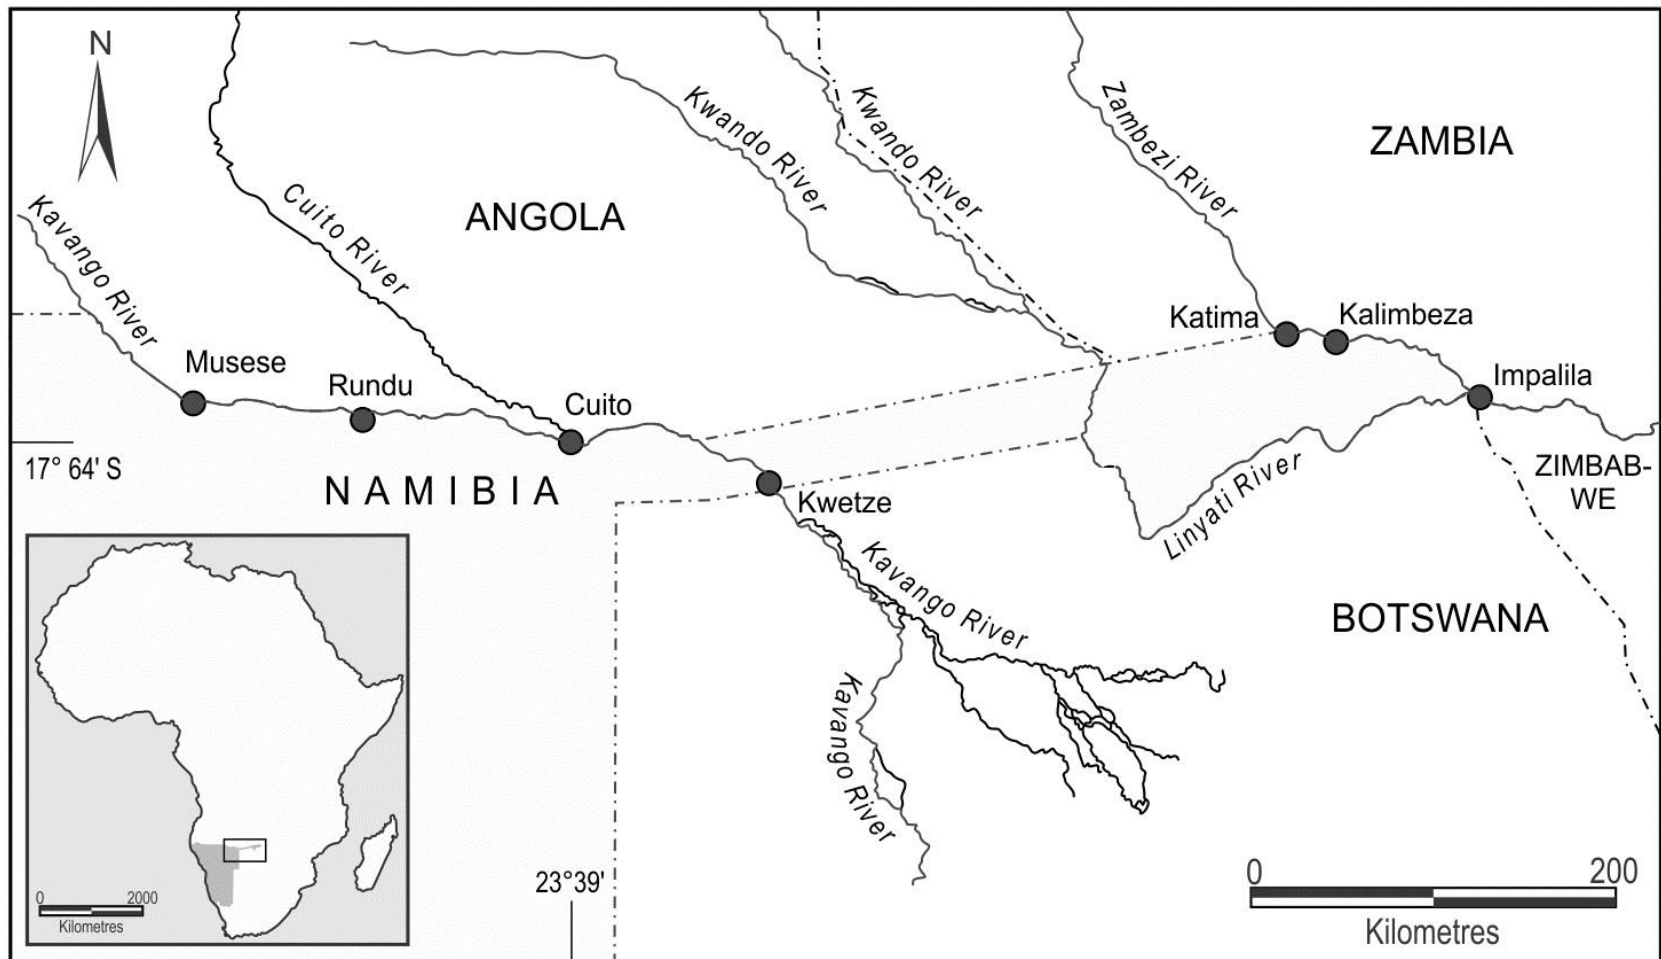 N
Kavango River
Cuito River
ANGOLA
Kwando River
Kwando River
Zambezi River
ZAMBIA
Musese
Rundu
Cuito
Katima
Kalimbeza
Impalila
17° 64' S
NAMIBIA
Kwetze
Linyati River
ZIMBAB-
WE
Kavango River
BOTSWANA
Kavango River
23°39'
0 2000
Kilometres
0 200
Kilometres